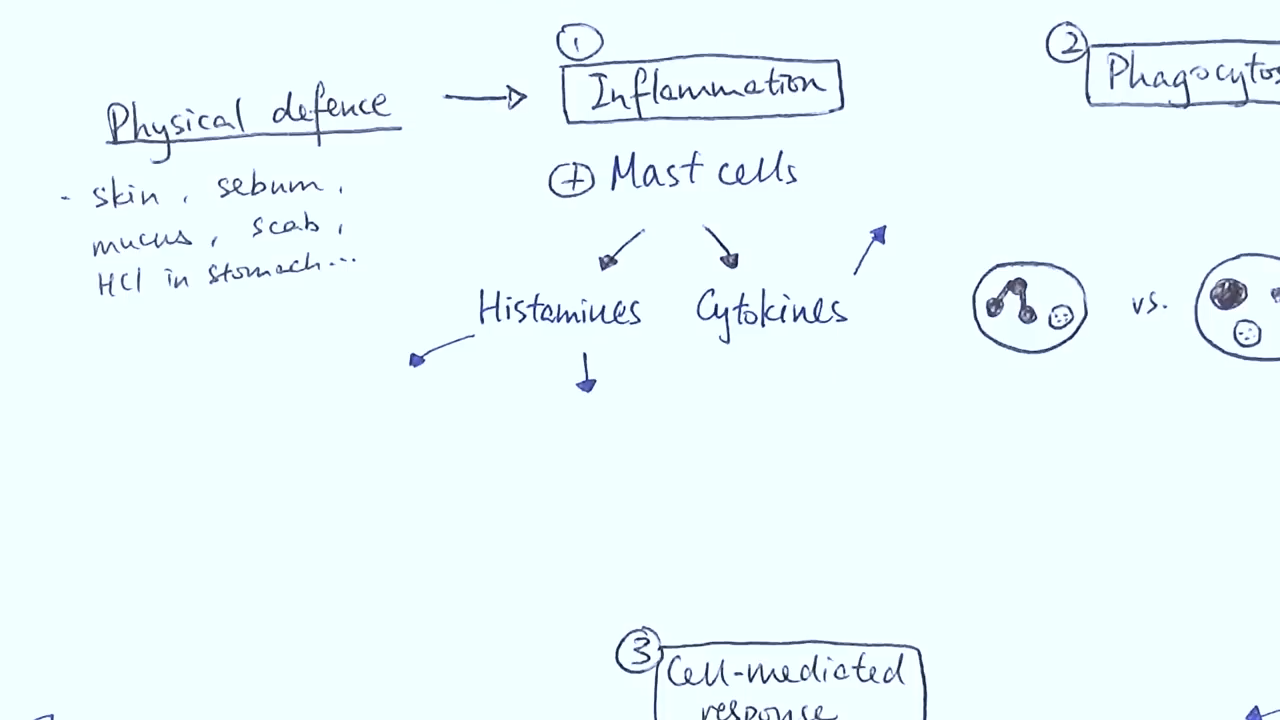 ①
Inflammation
②
Physical defence
- skin, sebum,
mucus, scab,
HCl in stomach...
⊕ Mast cells
Histamines
Cytokines
vs.
③
Cell-mediated
response